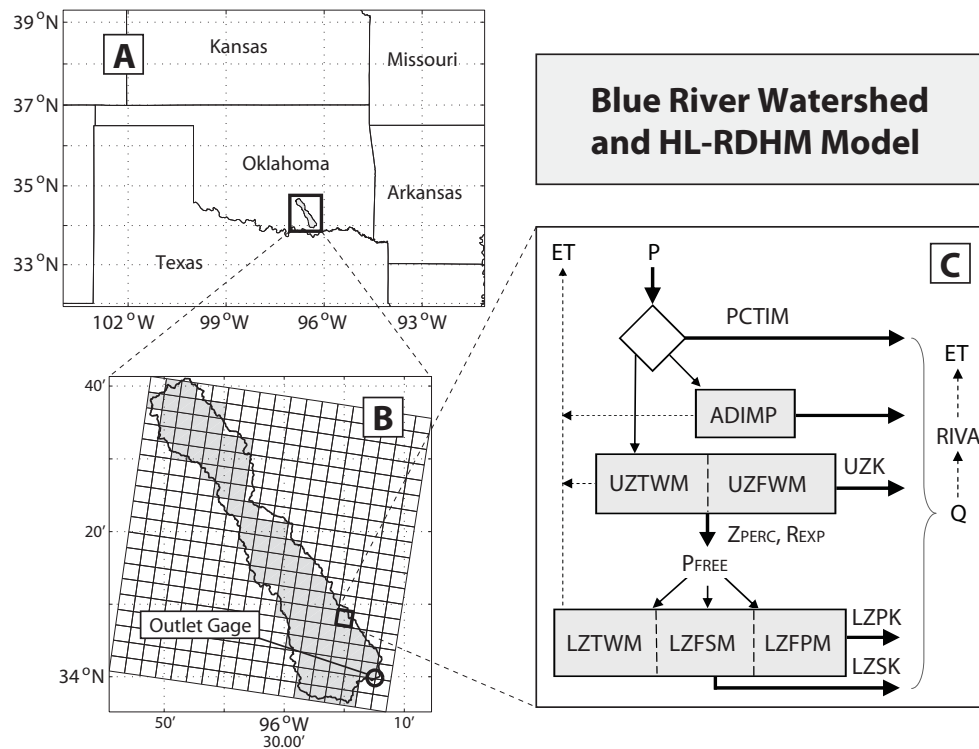 39°N
37°N
35°N
33°N
A
Kansas
Missouri
Oklahoma
Arkansas
Texas
102°W 99°W 96°W 93°W
Blue River Watershed
and HL-RDHM Model
B
40′
20′
34°N
Outlet Gage
50′ 96°W 10′
30.00′
C
ET P
PCTIM
ET
ADIMP
RIVA
UZTWM UZFWM UZK
Q
ZPERC, REXP
PFREE
LZTWM LZFSM LZFPM LZPK
LZSK